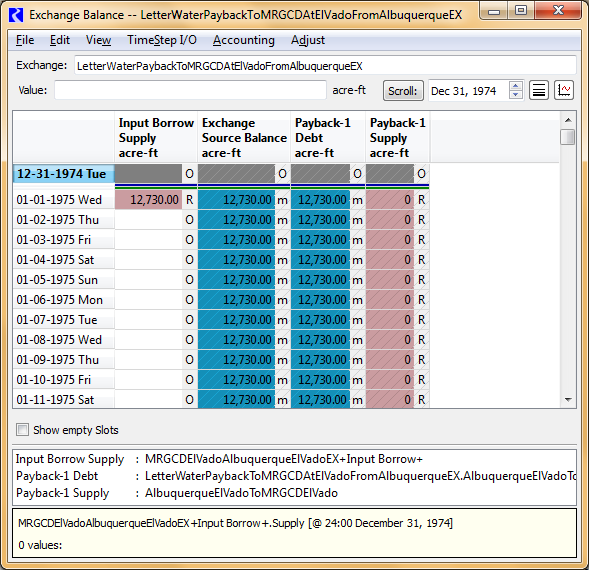 Exchange Balance -- LetterWaterPaybackToMRGCDAtElVadoFromAlbuquerqueEX
File Edit View TimeStep I/O Accounting Adjust
Exchange: LetterWaterPaybackToMRGCDAtElVadoFromAlbuquerqueEX
Value: acre-ft Scroll: Dec 31, 1974
Input Borrow Exchange Payback-1 Payback-1
Supply Source Balance Debt Supply
acre-ft acre-ft acre-ft acre-ft
12-31-1974 Tue O O O O
01-01-1975 Wed 12,730.00 R 12,730.00 m 12,730.00 m 0 R
01-02-1975 Thu O 12,730.00 m 12,730.00 m 0 R
01-03-1975 Fri O 12,730.00 m 12,730.00 m 0 R
01-04-1975 Sat O 12,730.00 m 12,730.00 m 0 R
01-05-1975 Sun O 12,730.00 m 12,730.00 m 0 R
01-06-1975 Mon O 12,730.00 m 12,730.00 m 0 R
01-07-1975 Tue O 12,730.00 m 12,730.00 m 0 R
01-08-1975 Wed O 12,730.00 m 12,730.00 m 0 R
01-09-1975 Thu O 12,730.00 m 12,730.00 m 0 R
01-10-1975 Fri O 12,730.00 m 12,730.00 m 0 R
01-11-1975 Sat O 12,730.00 m 12,730.00 m 0 R
Show empty Slots
Input Borrow Supply : MRGCDElVadoAlbuquerqueElVadoEX+Input Borrow+
Payback-1 Debt : LetterWaterPaybackToMRGCDAtElVadoFromAlbuquerqueEX.AlbuquerqueElVadoTo
Payback-1 Supply : AlbuquerqueElVadoToMRGCDElVado
MRGCDElVadoAlbuquerqueElVadoEX+Input Borrow+.Supply [@ 24:00 December 31, 1974]
0 values: